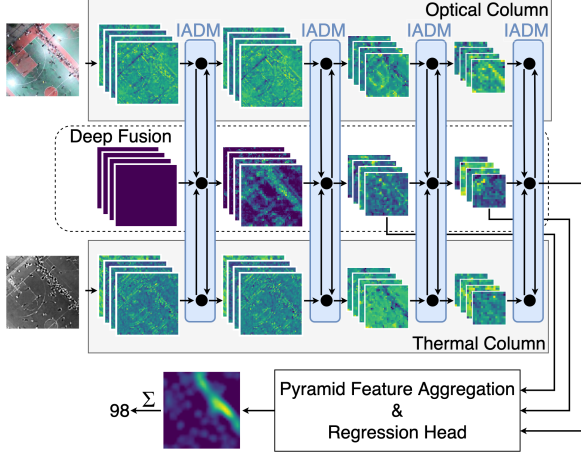 Optical Column
IADM IADM IADM IADM
Deep Fusion
Thermal Column
Pyramid Feature Aggregation
&
Regression Head
98 Σ